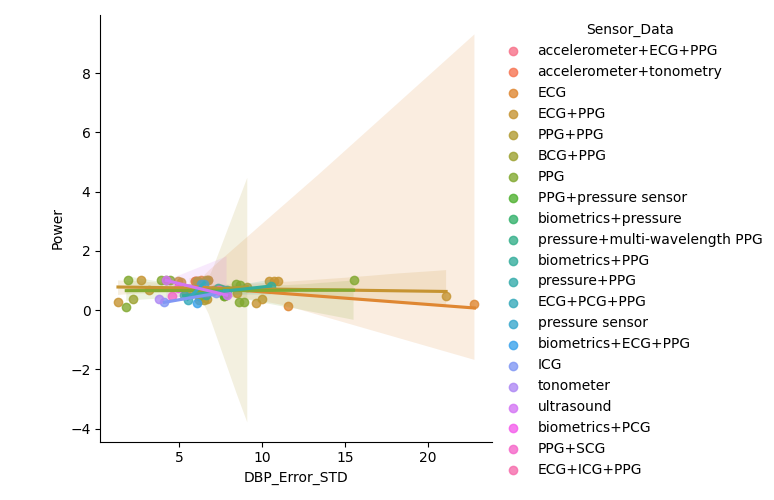 Sensor_Data
accelerometer+ECG+PPG
accelerometer+tonometry
ECG
ECG+PPG
PPG+PPG
BCG+PPG
PPG
PPG+pressure sensor
biometrics+pressure
pressure+multi-wavelength PPG
biometrics+PPG
pressure+PPG
ECG+PCG+PPG
pressure sensor
biometrics+ECG+PPG
ICG
tonometer
ultrasound
biometrics+PCG
PPG+SCG
ECG+ICG+PPG
Power
8
6
4
2
0
−2
−4
5 10 15 20
DBP_Error_STD